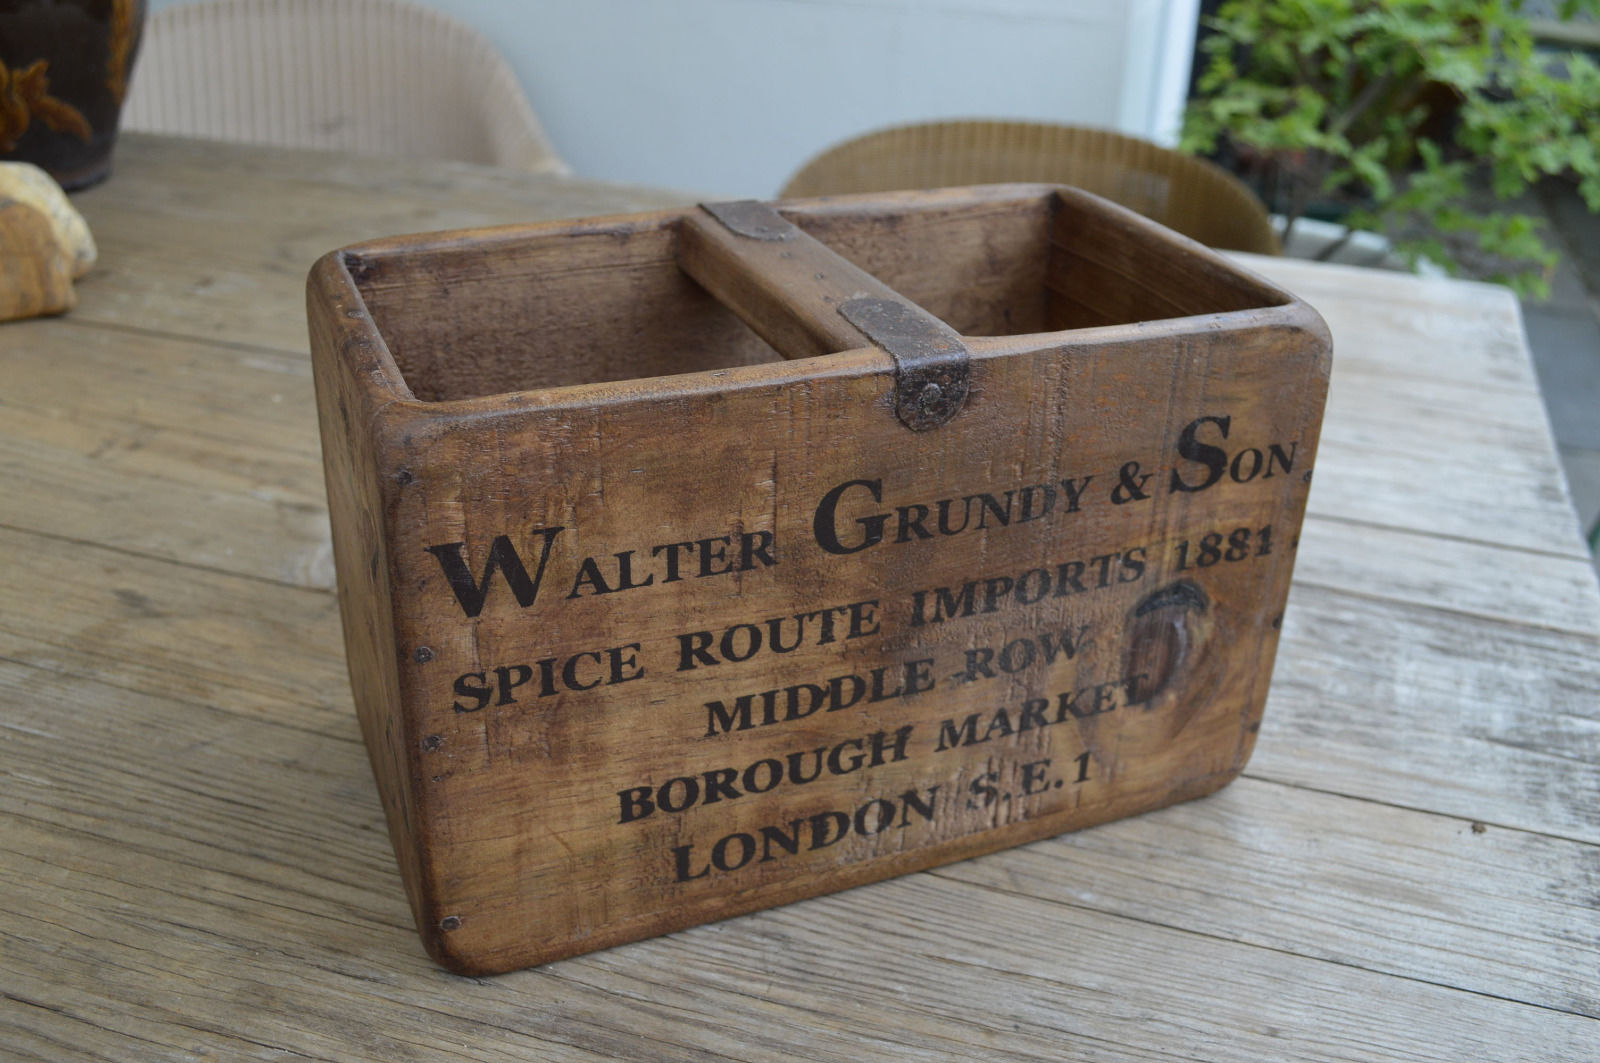 WALTER GRUNDY & SON
SPICE ROUTE IMPORTS 1881
MIDDLE ROW
BOROUGH MARKET
LONDON S.E.1